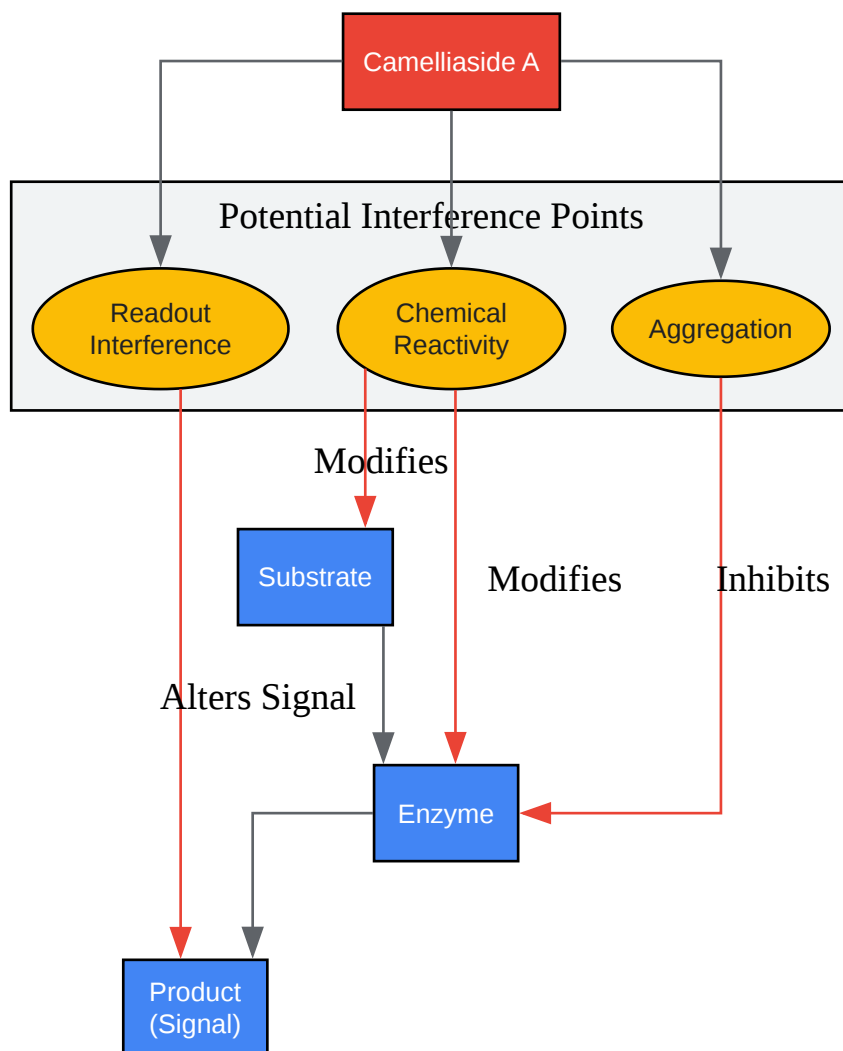 Camelliaside A
Potential Interference Points
Readout
Interference
Chemical
Reactivity
Aggregation
Modifies
Substrate
Modifies
Inhibits
Alters Signal
Enzyme
Product
(Signal)